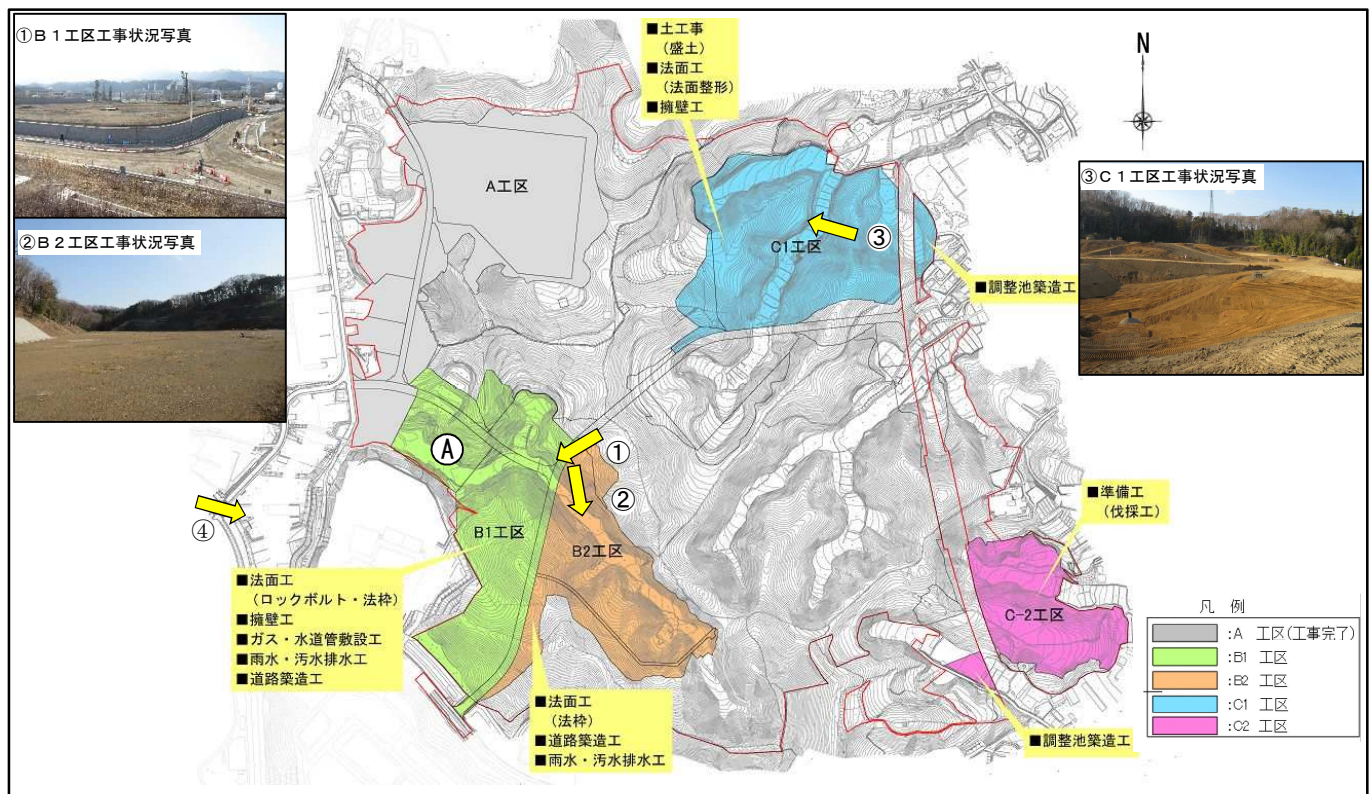 ①Ｂ１工区工事状況写真
②Ｂ２工区工事状況写真
■土工事
（盛土）
■法面工
（法面整形）
■擁壁工
N
③Ｃ１工区工事状況写真
A工区
C1工区
③
■調整池築造工
Ⓐ
①
②
④
B1工区
B2工区
■準備工
（伐採工）
C-2工区
■法面工
（ロックボルト・法枠）
■擁壁工
■ガス・水道管敷設工
■雨水・汚水排水工
■道路築造工
■法面工
（法枠）
■道路築造工
■雨水・汚水排水工
■調整池築造工
凡 例
:A 工区(工事完了)
:B1 工区
:B2 工区
:C1 工区
:C2 工区